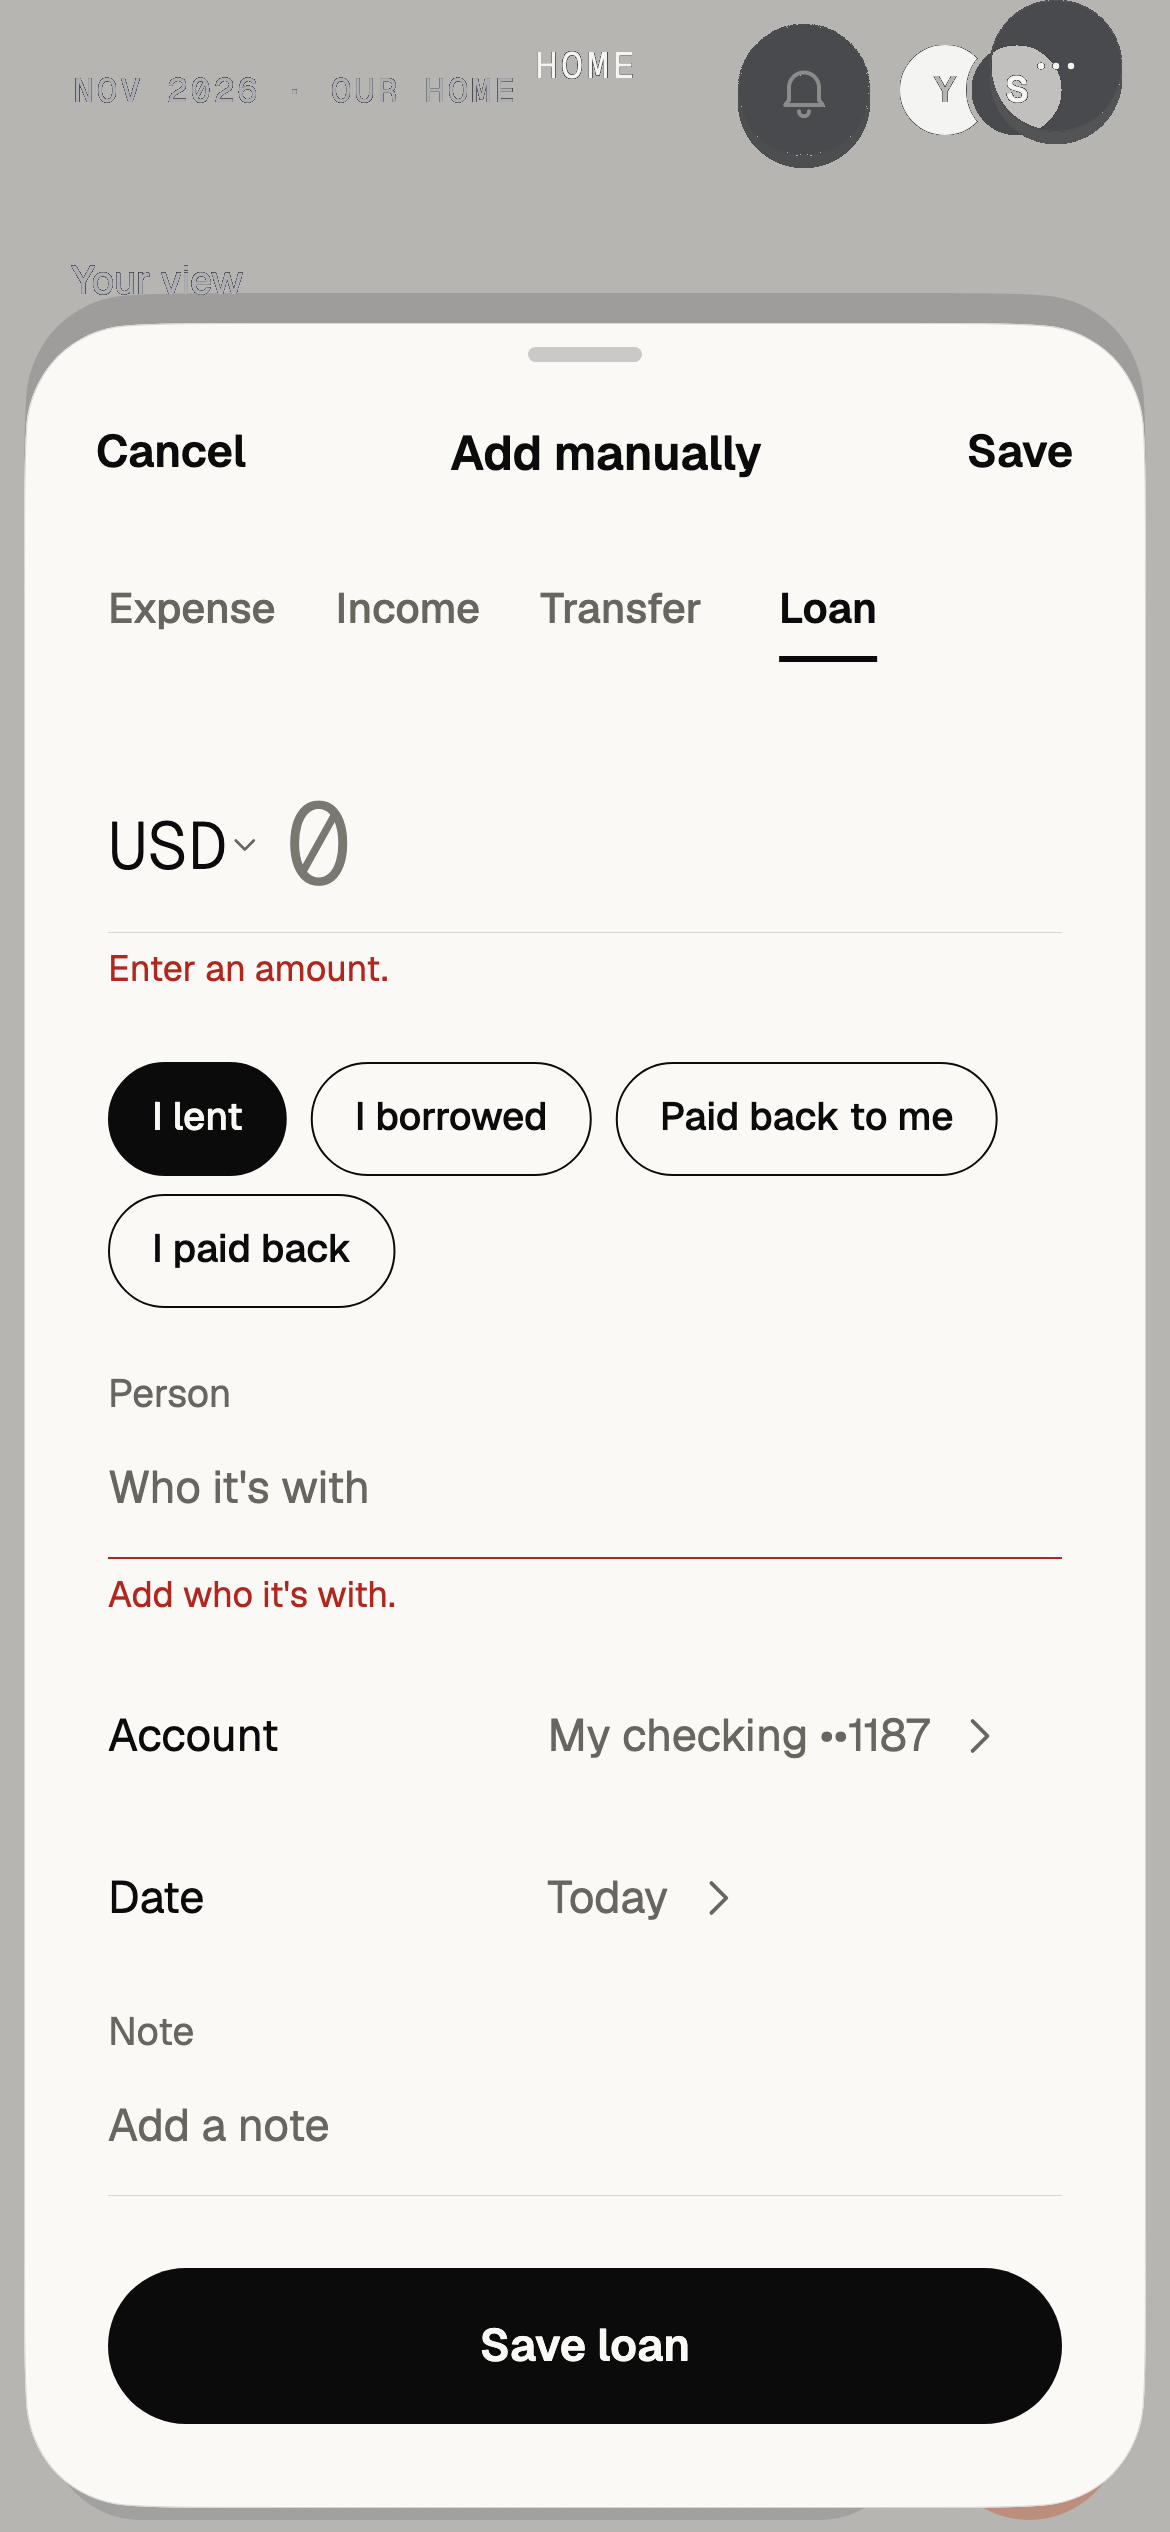 HOME
NOV 2026 · OUR HOME
Y S ...
Your view
Cancel Add manually Save
Expense Income Transfer Loan
USD 0
Enter an amount.
I lent I borrowed Paid back to me
I paid back
Person
Who it's with
Add who it's with.
Account My checking ••1187
Date Today
Note
Add a note
Save loan